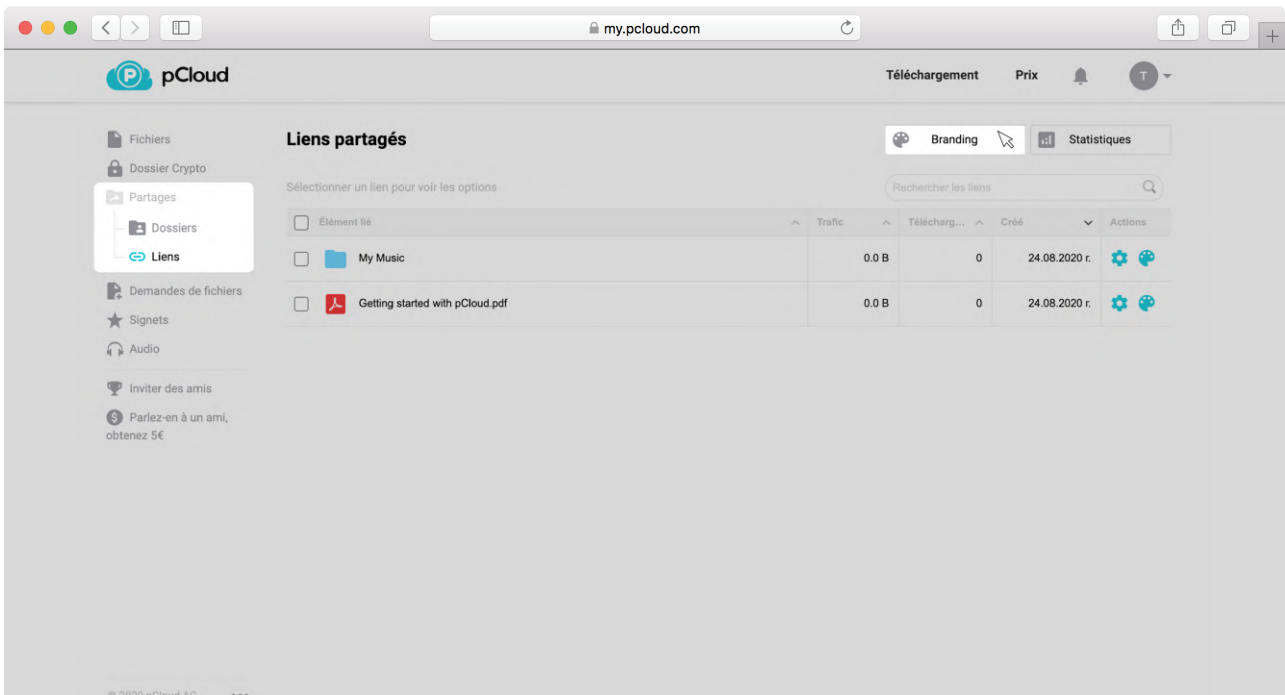 my.pcloud.com
P pCloud
Téléchargement Prix T
Fichiers
Dossier Crypto
Partages
Dossiers
Liens
Demandes de fichiers
Signets
Audio
Inviter des amis
$ Parlez-en à un ami,
obtenez 5€
Liens partagés
Branding Statistiques
Sélectionner un lien pour voir les options
Rechercher les liens
Élément lié Trafic Télécharg... Créé Actions
My Music 0.0 B 0 24.08.2020 г.
Getting started with pCloud.pdf 0.0 B 0 24.08.2020 г.
© 2020 pCloud AG